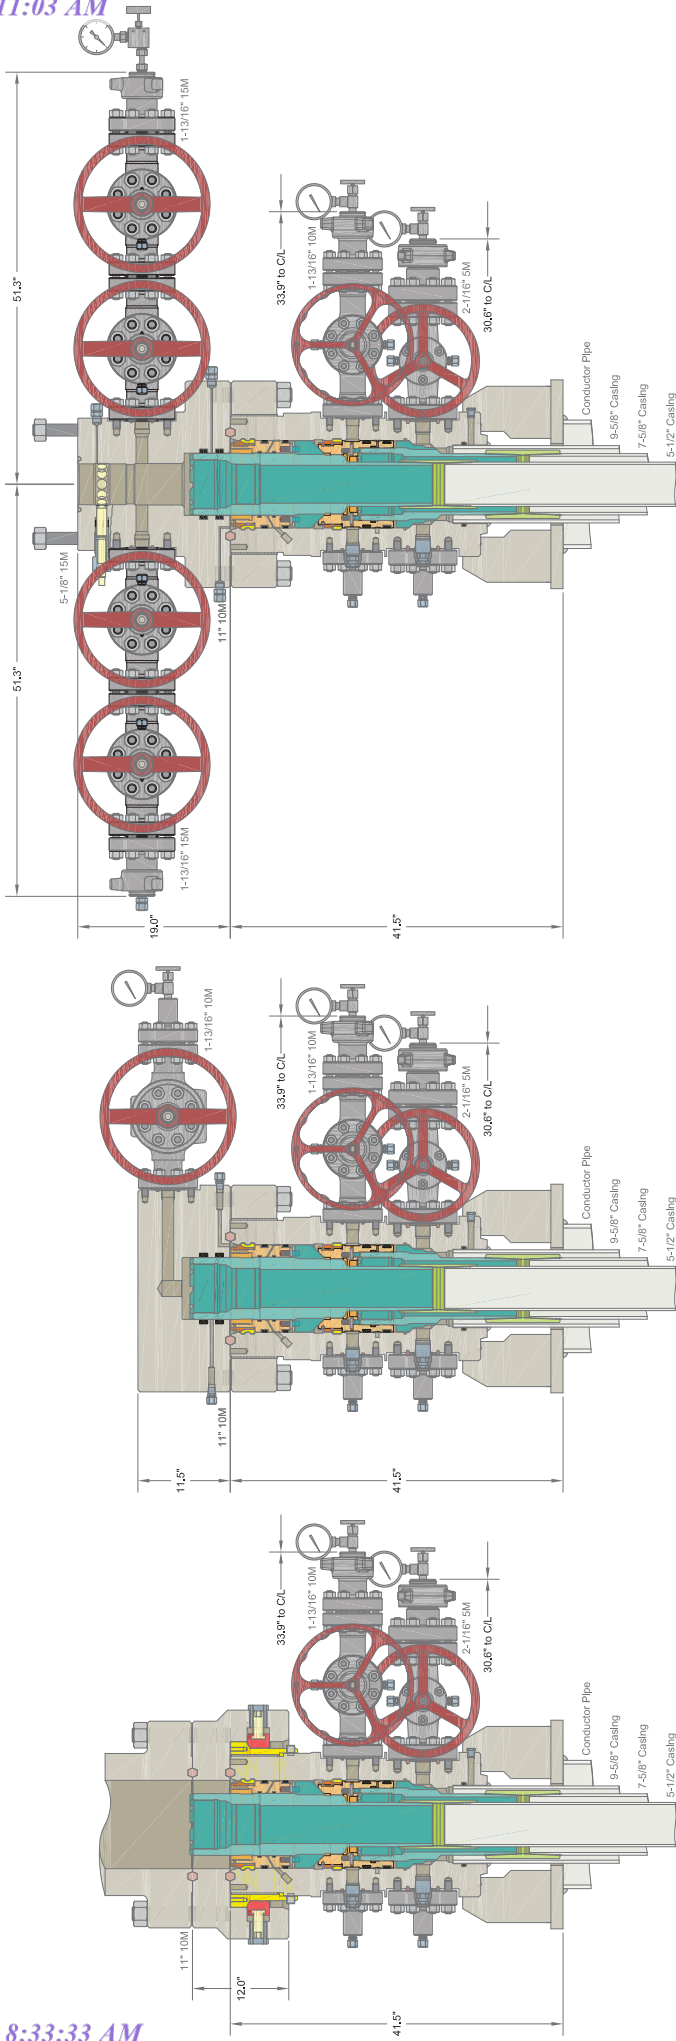 11:03 AM
1-13/16" 15M
51.3"
33.9" to C/L
1-13/16" 10M
2-1/16" 5M
30.6" to C/L
Conductor Pipe
9-5/8" Casing
7-5/8" Casing
5-1/2" Casing
5-1/8" 15M
11" 10M
51.3"
1-13/16" 15M
19.0"
41.5"
1-13/16" 10M
33.9" to C/L
1-13/16" 10M
2-1/16" 5M
30.6" to C/L
Conductor Pipe
9-5/8" Casing
7-5/8" Casing
5-1/2" Casing
11" 10M
11.5"
41.5"
33.9" to C/L
1-13/16" 10M
2-1/16" 5M
30.6" to C/L
Conductor Pipe
9-5/8" Casing
7-5/8" Casing
5-1/2" Casing
11" 10M
12.0"
41.5"
8:33:33 AM